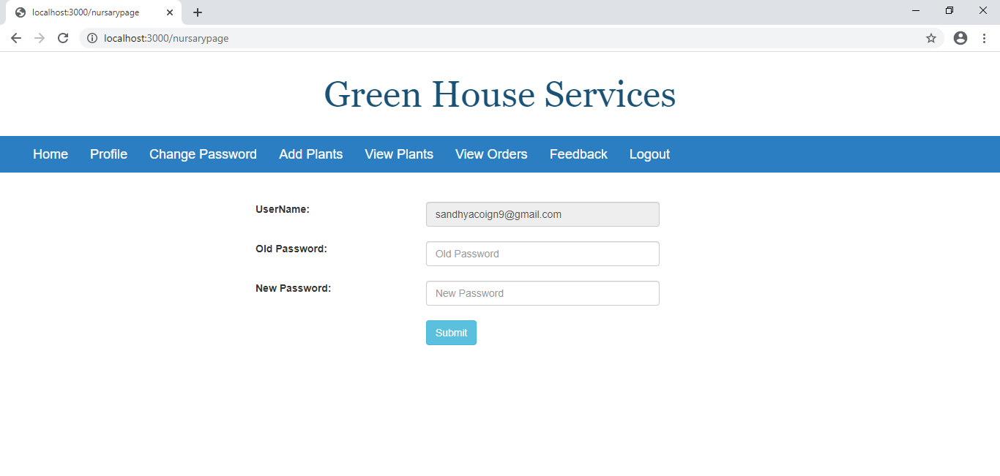 localhost:3000/nursarypage
localhost:3000/nursarypage
Green House Services
Home Profile Change Password Add Plants View Plants View Orders Feedback Logout
UserName: sandhyacoign9@gmail.com
Old Password: Old Password
New Password: New Password
Submit